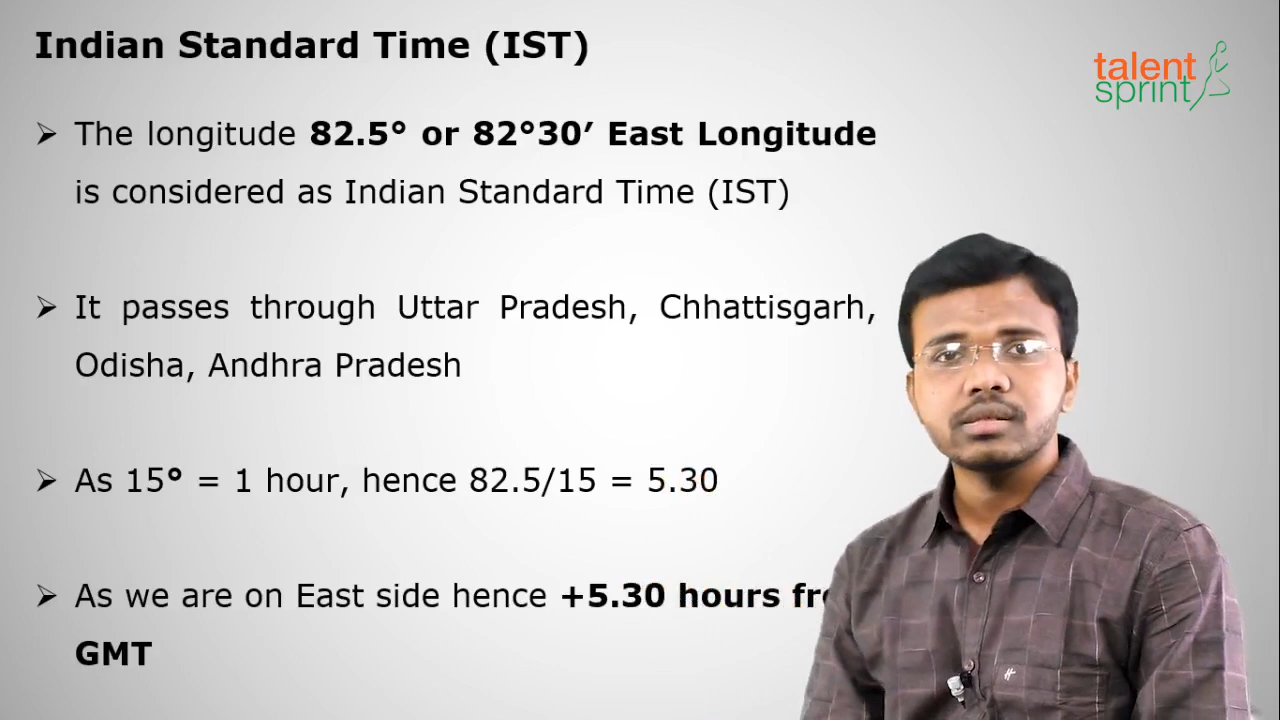 Indian Standard Time (IST)
talent
sprint
➢ The longitude 82.5° or 82°30′ East Longitude
is considered as Indian Standard Time (IST)
➢ It passes through Uttar Pradesh, Chhattisgarh,
Odisha, Andhra Pradesh
➢ As 15° = 1 hour, hence 82.5/15 = 5.30
➢ As we are on East side hence +5.30 hours
GMT